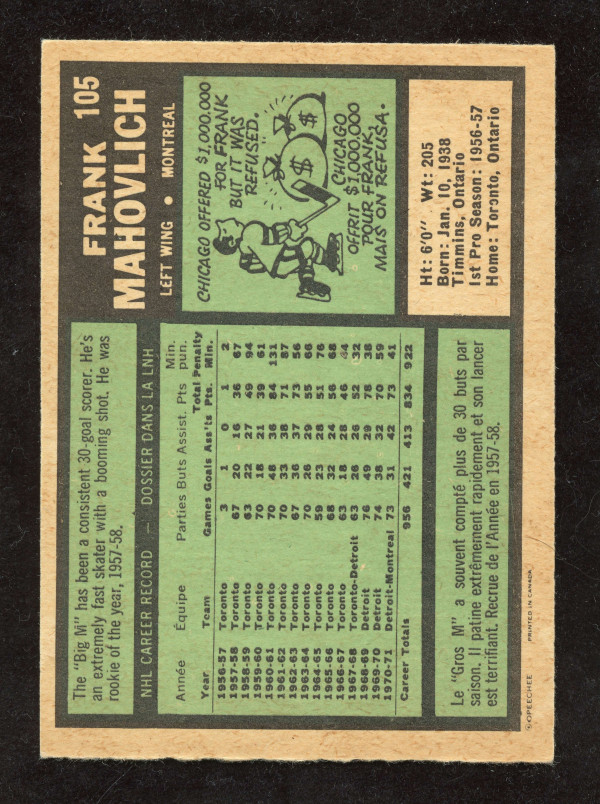 FRANK 105
MAHOVLICH
LEFT WING • MONTREAL
The "Big M" has been a consistent 30-goal scorer. He's
an extremely fast skater with a booming shot. He was
rookie of the year, 1957-58.
NHL CAREER RECORD — DOSSIER DANS LA LNH
Année Équipe Parties Buts Assist. Pts Min. pun.
Year Team Games Goals Ass'ts Total Pts. Penalty Min.
1956-57 Toronto 3 1 0 1 2
1957-58 Toronto 67 20 16 36 67
1958-59 Toronto 63 22 27 49 94
1959-60 Toronto 70 18 21 39 61
1960-61 Toronto 70 48 36 84 131
1961-62 Toronto 70 33 38 71 87
1962-63 Toronto 67 36 37 73 56
1963-64 Toronto 70 26 29 55 66
1964-65 Toronto 59 23 28 51 76
1965-66 Toronto 68 32 24 56 68
1966-67 Toronto 63 18 28 46 44
1967-68 Toronto-Detroit 63 26 26 52 32
1968-69 Detroit 76 49 29 78 38
1969-70 Detroit 74 38 32 70 59
1970-71 Detroit-Montreal 73 31 42 73 41
Career Totals 956 421 413 834 922
CHICAGO OFFERED $1,000,000
FOR FRANK
BUT IT WAS
REFUSED.
$
$
CHICAGO
OFFRIT $1,000,000
POUR FRANK,
MAIS ON REFUSA.
Le "Gros M" a souvent compté plus de 30 buts par
saison. Il patine extrêmement rapidement et son lancer
est terrifiant. Recrue de l'Année en 1957-58.
Ht: 6'0" Wt: 205
Born: Jan. 10, 1938
Timmins, Ontario
1st Pro Season: 1956-57
Home: Toronto, Ontario
©OPEECHEE PRINTED IN CANADA